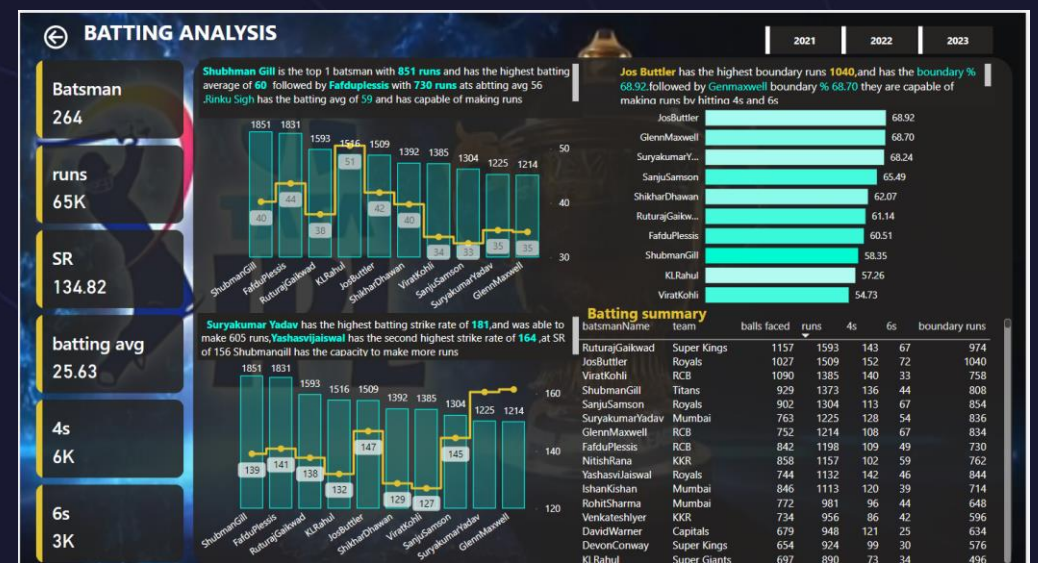 BATTING ANALYSIS
2021
2022
2023
Batsman
264
runs
65K
SR
134.82
batting avg
25.63
4s
6K
6s
3K
Shubhman Gill is the top 1 batsman with 851 runs and has the highest batting
average of 60 followed by Fafduplessis with 730 runs ats abtting avg 56
.Rinku Sigh has the batting avg of 59 and has capable of making runs
1851 1831 1593 1516 1509 1392 1385 1304 1225 1214
50
40
30
40 44 38 51 42 40 34 33 35 35
ShubmanGill FafduPlessis RuturajGaikwad KLRahul JosButtler ShikharDhawan ViratKohli SanjuSamson SuryakumarYadav GlennMaxwell
Suryakumar Yadav has the highest batting strike rate of 181,and was able to
make 605 runs,Yashasvijaiswal has the second highest strike rate of 164 ,at SR
of 156 Shubmangill has the capacity to make more runs
1851 1831 1593 1516 1509 1392 1385 1304 1225 1214
160
140
120
139 141 138 132 147 129 127 145
ShubmanGill FafduPlessis RuturajGaikwad KLRahul JosButtler ShikharDhawan ViratKohli SanjuSamson SuryakumarYadav GlennMaxwell
Jos Buttler has the highest boundary runs 1040,and has the boundary %
68.92.followed by Genmaxwell boundary % 68.70 they are capable of
making runs by hitting 4s and 6s
JosButtler 68.92
GlennMaxwell 68.70
SuryakumarY... 68.24
SanjuSamson 65.49
ShikharDhawan 62.07
RuturajGaikw... 61.14
FafduPlessis 60.51
ShubmanGill 58.35
KLRahul 57.26
ViratKohli 54.73
Batting summary
batsmanName team balls faced runs 4s 6s boundary runs
RuturajGaikwad Super Kings 1157 1593 143 67 974
JosButtler Royals 1027 1509 152 72 1040
ViratKohli RCB 1090 1385 140 33 758
ShubmanGill Titans 929 1373 136 44 808
SanjuSamson Royals 902 1304 113 67 854
SuryakumarYadav Mumbai 763 1225 128 54 836
GlennMaxwell RCB 752 1214 108 67 834
FafduPlessis RCB 842 1198 109 49 730
NitishRana KKR 858 1157 102 59 762
YashasviJaiswal Royals 744 1132 142 46 844
IshanKishan Mumbai 846 1113 120 39 714
RohitSharma Mumbai 772 981 96 44 648
VenkateshIyer KKR 734 956 86 42 596
DavidWarner Capitals 679 948 121 25 634
DevonConway Super Kings 654 924 99 30 576
KLRahul Super Giants 697 890 73 34 496